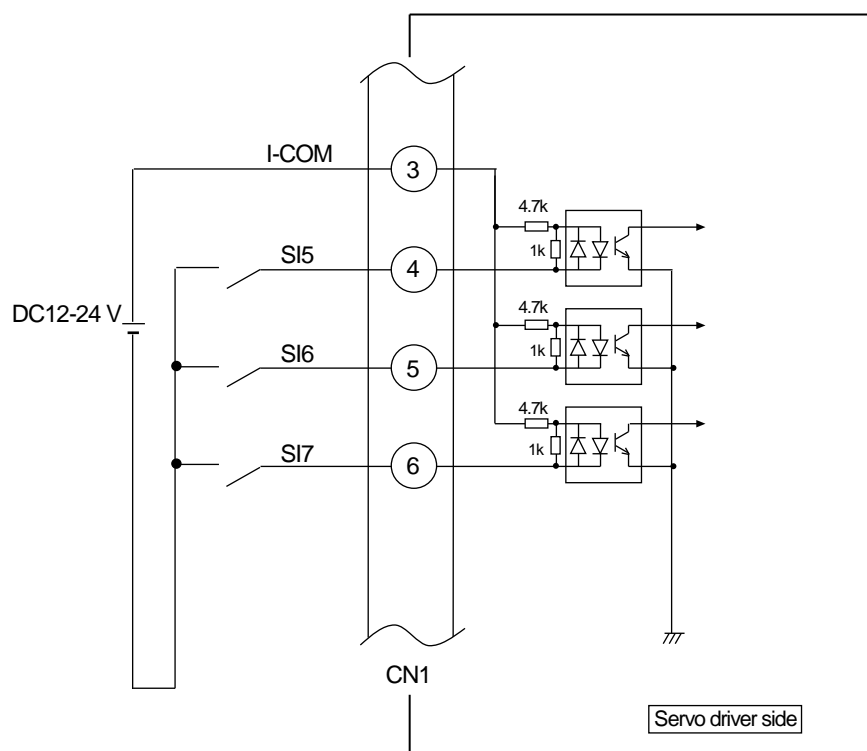 I-COM
3
4.7k
1k
SI5
4
DC12-24 V
4.7k
1k
SI6
5
4.7k
1k
SI7
6
CN1
Servo driver side